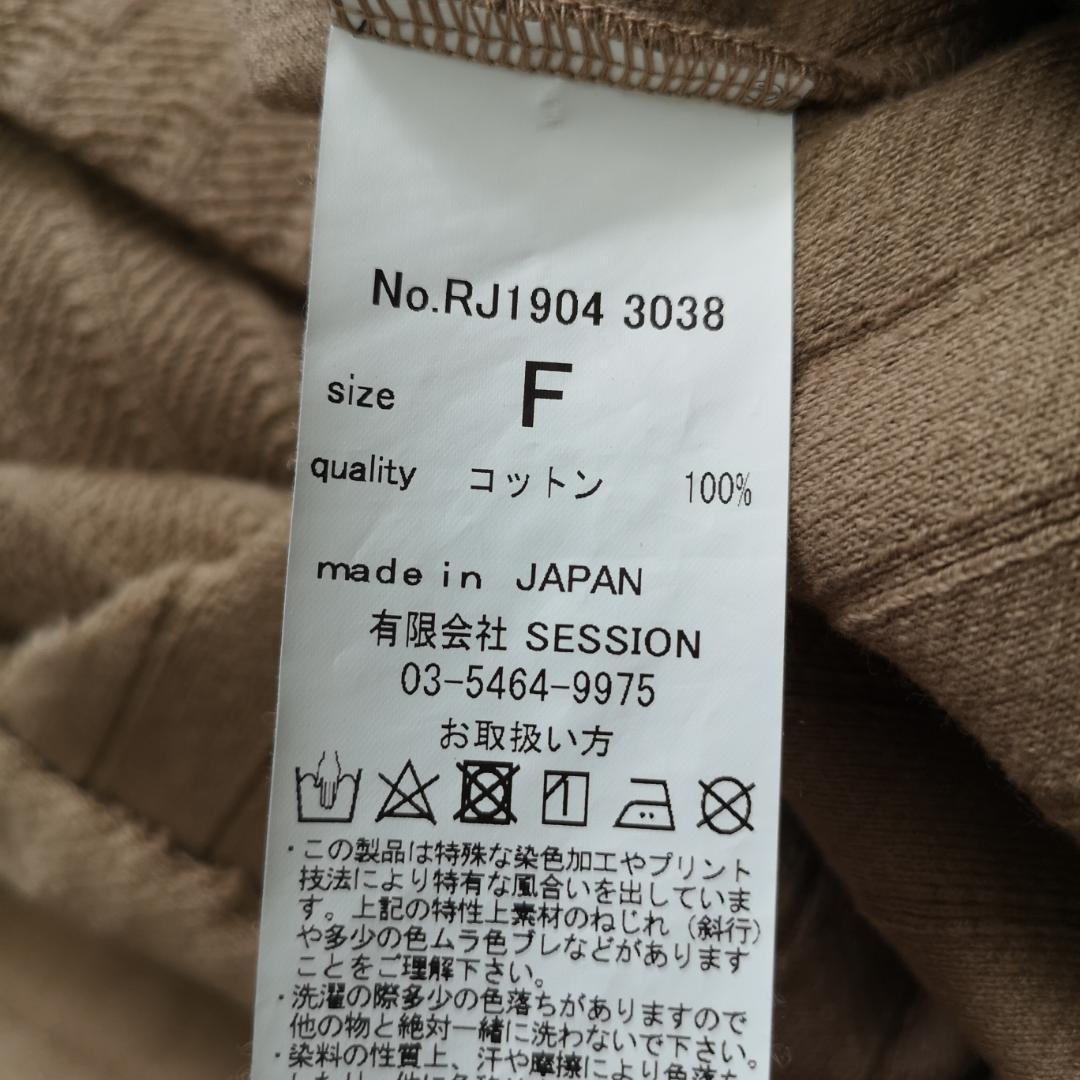 No.RJ1904 3038
size F
quality コットン 100%
made in JAPAN
有限会社 SESSION
03-5464-9975
お取扱い方
・この製品は特殊な染色加工やプリント
技法により特有な風合いを出していま
す。上記の特性上素材のねじれ（斜行）
や多少の色ムラ色ブレなどがあります
ことをご理解下さい。
・洗濯の際多少の色落ちがありますので
他の物と絶対一緒に洗わないで下さい。
・染料の性質上、汗や摩擦により色落ち